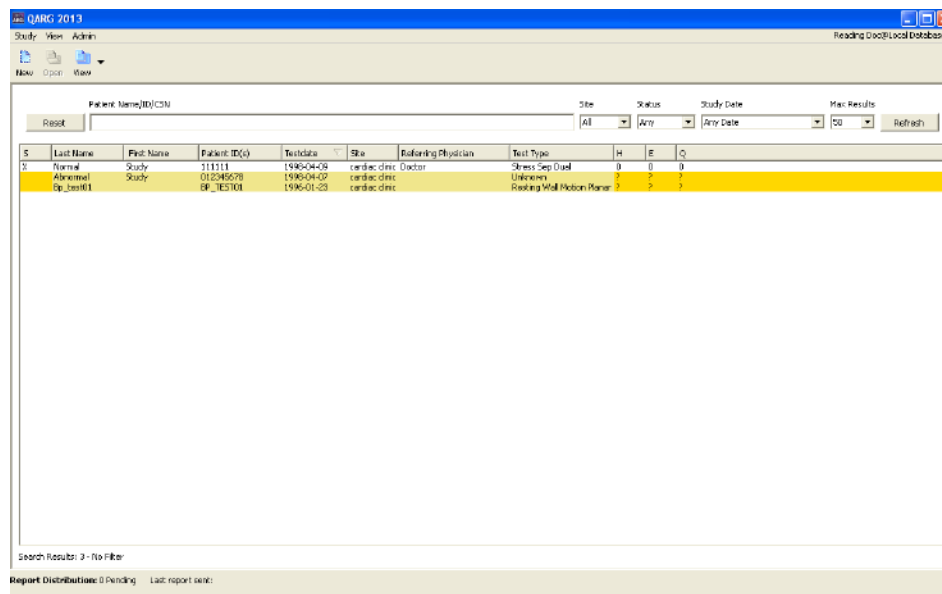 QARG 2013
Study View Admin Reading Doc@Local Databas
New Open View
Patient Name/ID/CSN Site Status Study Date Max Results
Reset All Any Any Date 50 Refresh
S Last Name First Name Patient ID(s) Testdate Site Referring Physician Test Type H E Q
X Normal Study 111111 1998-04-09 cardiac clinic Doctor Stress Sep Dual 0 0 0
Abnormal Study 012345678 1998-04-07 cardiac clinic Unknown ? ? ?
Bp_test01 BP_TEST01 1996-01-23 cardiac clinic Resting Wall Motion Planar ? ? ?
Search Results: 3 - No Filter
Report Distribution: 0 Pending Last report sent: